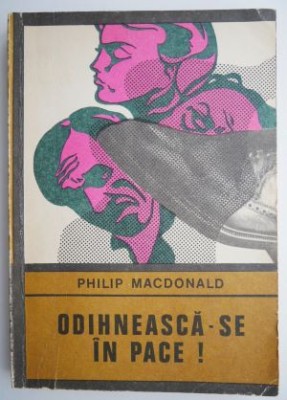 PHILIP MACDONALD
ODIHNEASCĂ-SE
ÎN PACE !